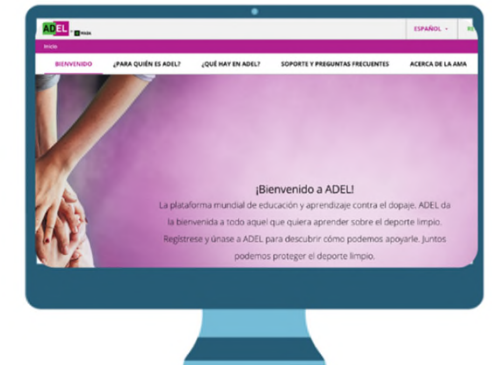 ADEL
wada
ESPAÑOL
Inicio
BIENVENIDO ¿PARA QUIÉN ES ADEL? ¿QUÉ HAY EN ADEL? SOPORTE Y PREGUNTAS FRECUENTES ACERCA DE LA AMA
¡Bienvenido a ADEL!
La plataforma mundial de educación y aprendizaje contra el dopaje. ADEL da
la bienvenida a todo aquel que quiera aprender sobre el deporte limpio.
Regístrese y únase a ADEL para descubrir cómo podemos apoyarle. Juntos
podemos proteger el deporte limpio.